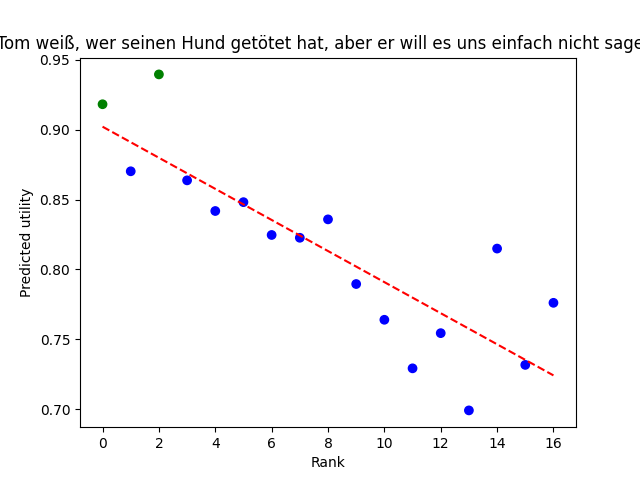 Tom weiß, wer seinen Hund getötet hat, aber er will es uns einfach nicht sage
0.95
0.90
0.85
0.80
0.75
0.70
Predicted utility
0 2 4 6 8 10 12 14 16
Rank